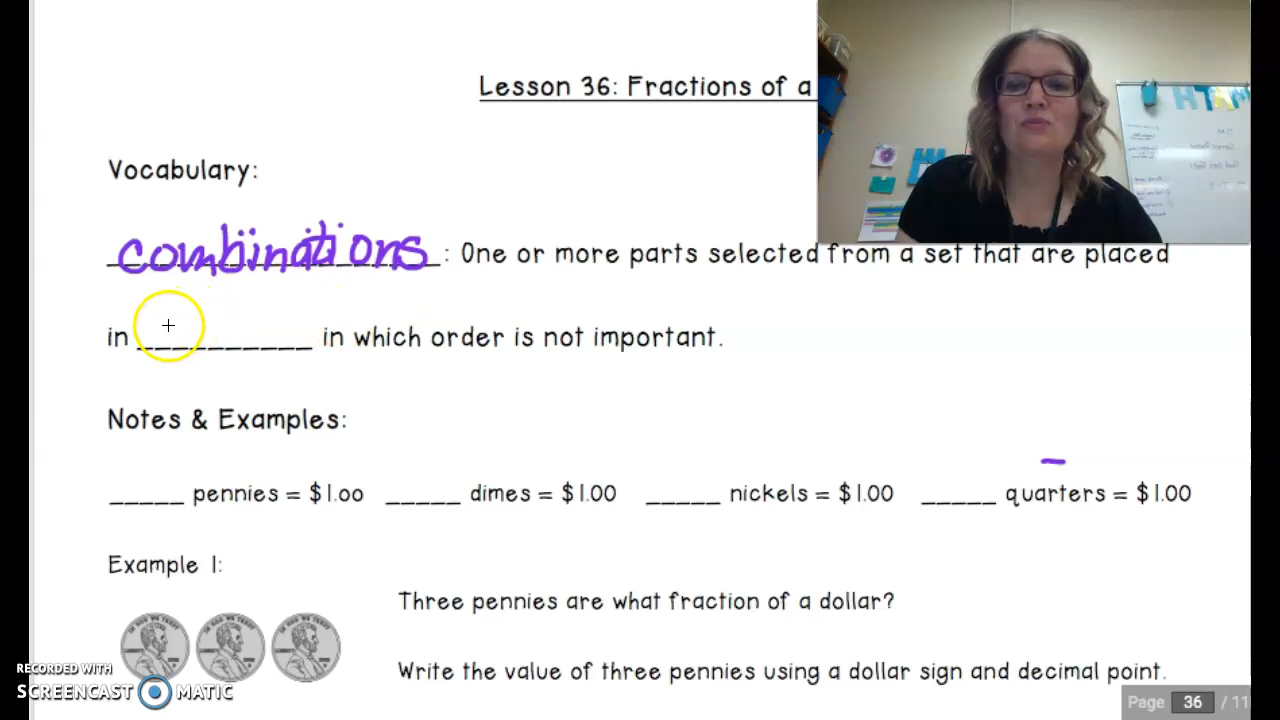 Lesson 36: Fractions of a
Vocabulary:
combinations : One or more parts selected from a set that are placed
in __________ in which order is not important.
Notes & Examples:
_____ pennies = $1.oo _____ dimes = $1.00 _____ nickels = $1.00 _____ quarters = $1.00
Example 1:
Three pennies are what fraction of a dollar?
Write the value of three pennies using a dollar sign and decimal point.
RECORDED WITH
SCREENCAST MATIC
Page 36 / 11
MATH